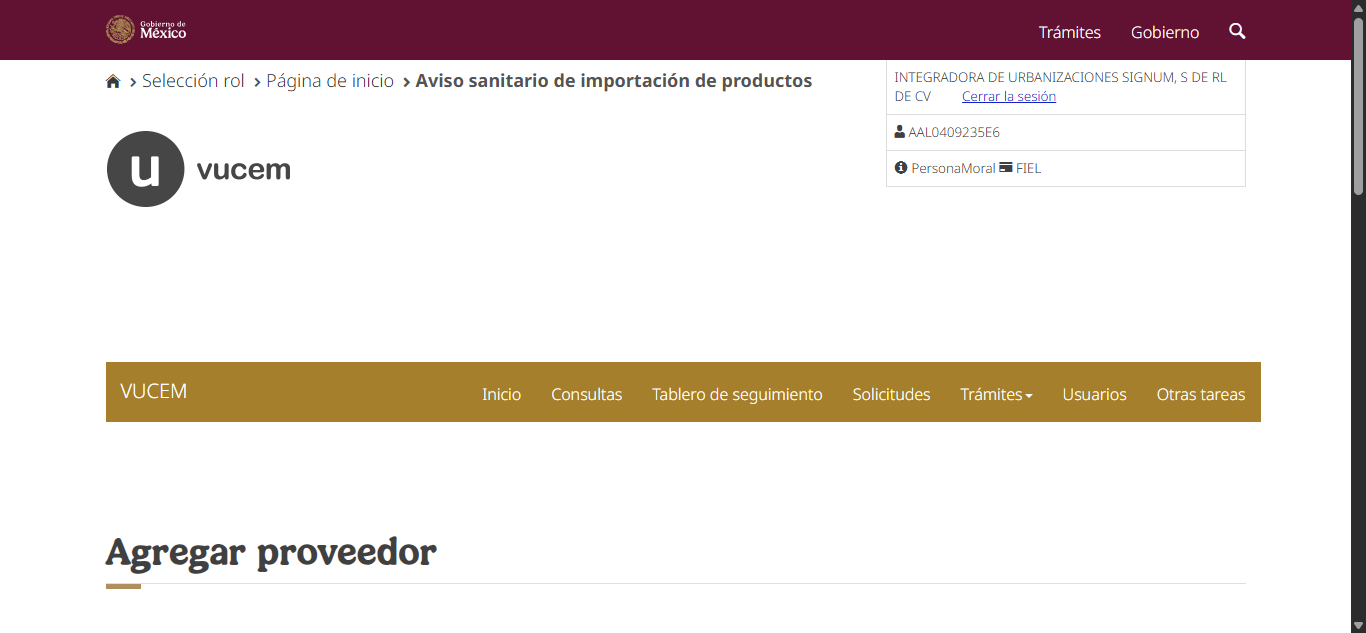 Gobierno de
México
Trámites
Gobierno
Selección rol
Página de inicio
Aviso sanitario de importación de productos
INTEGRADORA DE URBANIZACIONES SIGNUM, S DE RL
DE CV Cerrar la sesión
AAL0409235E6
PersonaMoral FIEL
u vucem
VUCEM
Inicio
Consultas
Tablero de seguimiento
Solicitudes
Trámites
Usuarios
Otras tareas
Agregar proveedor